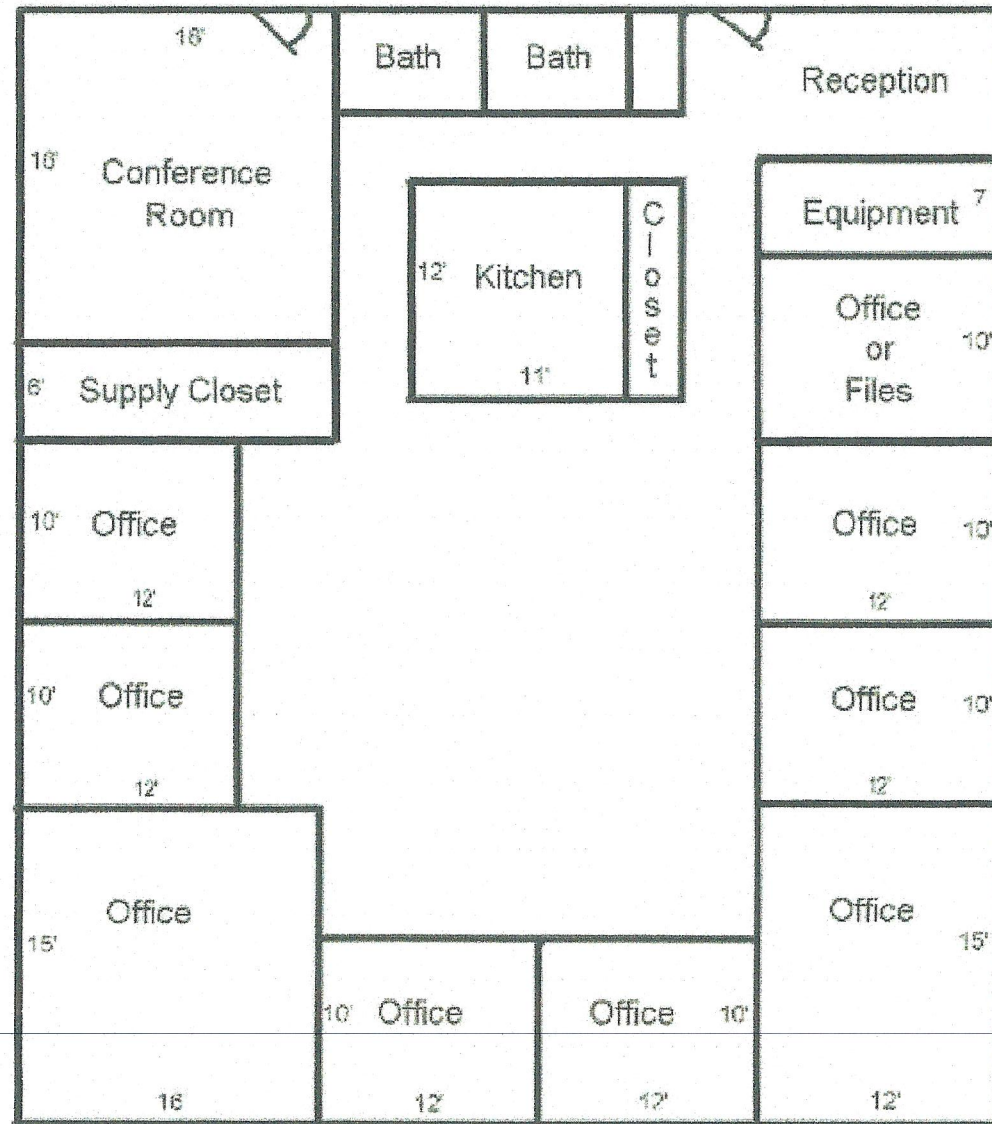 16'
Bath
Bath
Reception
16'
Conference
Room
Equipment
7
12'
Kitchen
Closet
11'
Office
or
Files
10'
6'
Supply Closet
10'
Office
12'
Office
10'
12'
10'
Office
12'
Office
10'
12'
Office
15'
16
Office
15'
12'
10'
Office
12'
Office
10'
12'